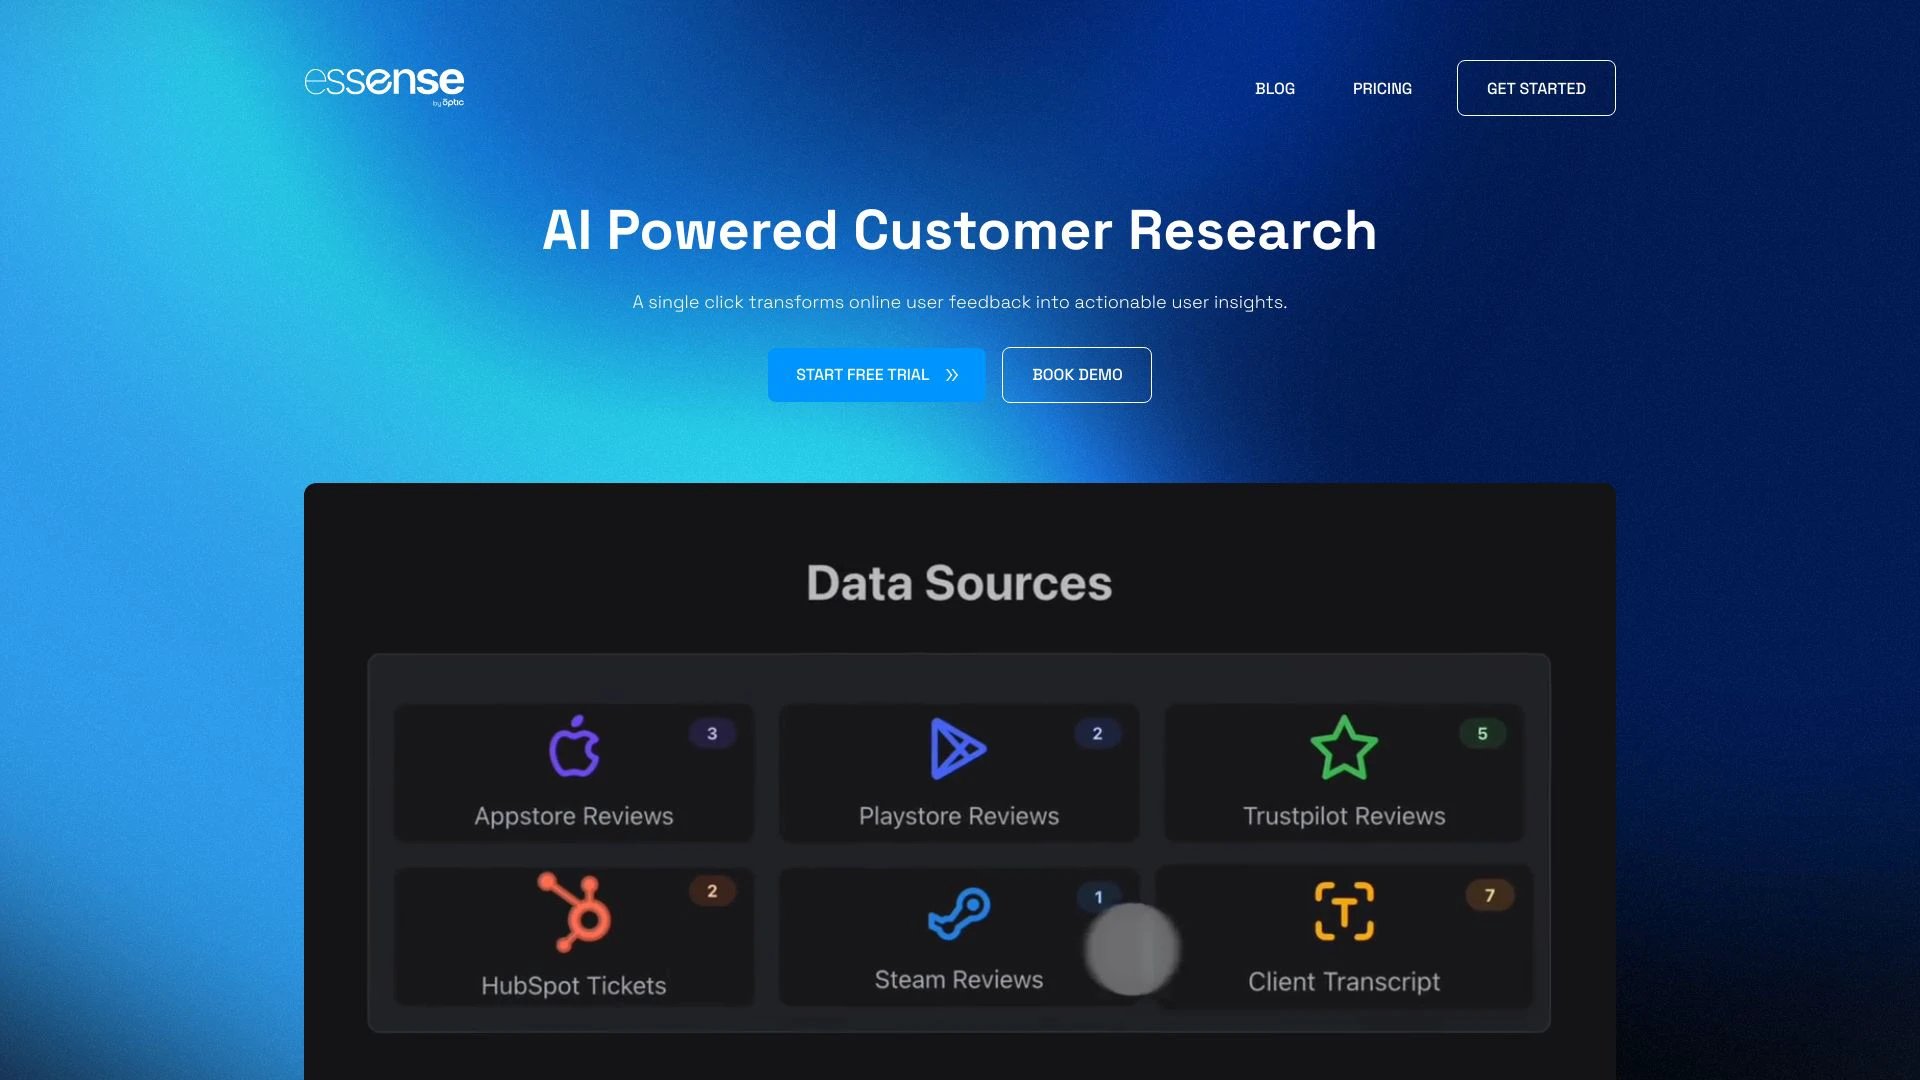 essense
by öptic
BLOG
PRICING
GET STARTED
AI Powered Customer Research
A single click transforms online user feedback into actionable user insights.
START FREE TRIAL
BOOK DEMO
Data Sources
3
Appstore Reviews
2
Playstore Reviews
5
Trustpilot Reviews
2
HubSpot Tickets
1
Steam Reviews
7
T
Client Transcript